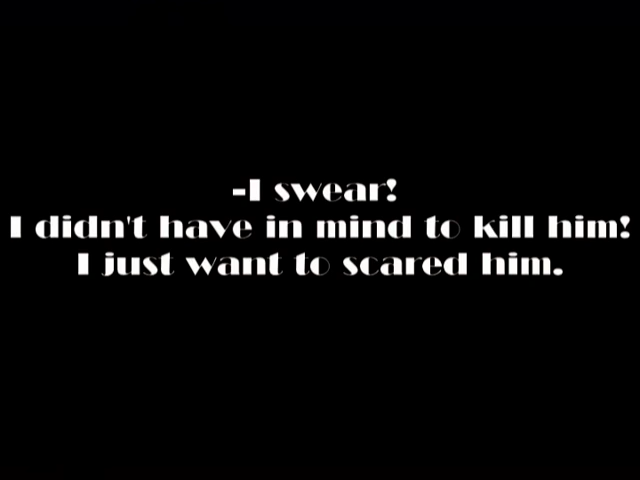 -I swear!
I didn't have in mind to kill him!
I just want to scared him.